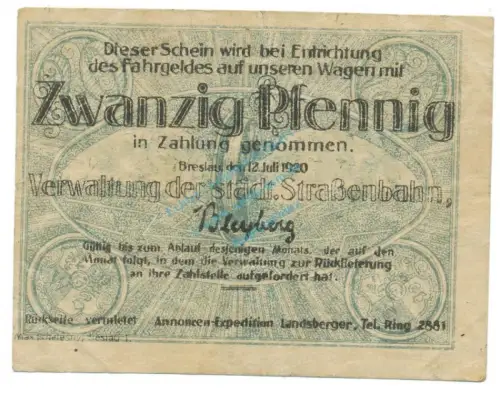 Dieser Schein wird bei Entrichtung
des Fahrgeldes auf unseren Wagen mit
Zwanzig Pfennig
in Zahlung genommen.
Breslau den 12. Juli 1920
Verwaltung der städt. Straßenbahn,
Bleyberg
Gültig bis zum Ablauf desjenigen Monats, der auf den
Monat folgt, in dem die Verwaltung zur Rücklieferung
an ihre Zahlstelle aufgefordert hat.
Rückseite vermietet Annoncen-Expedition Landsberger, Tel. Ring 2881